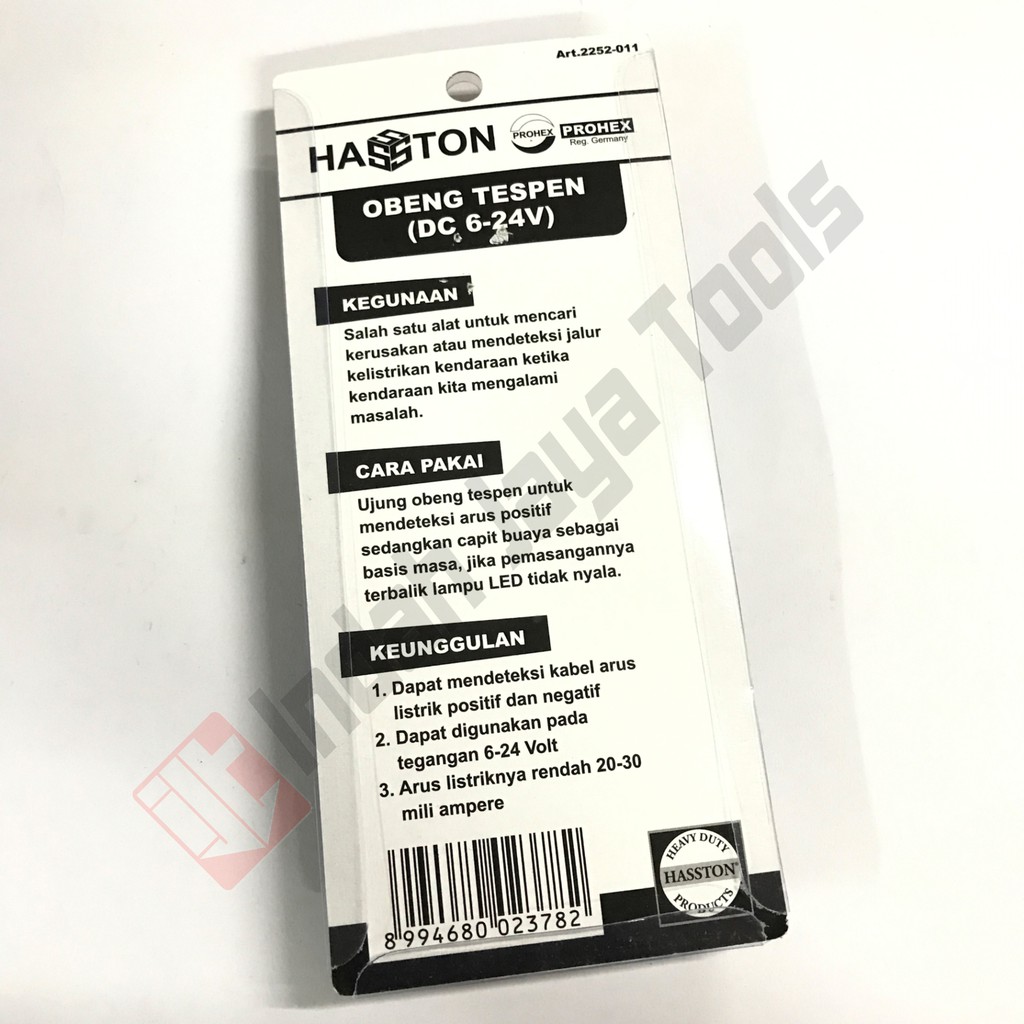 Art.2252-011
HASSTON PROHEX PROHEX
Reg. Germany
OBENG TESPEN
(DC 6-24V)
KEGUNAAN
Salah satu alat untuk mencari
kerusakan atau mendeteksi jalur
kelistrikan kendaraan ketika
kendaraan kita mengalami
masalah.
CARA PAKAI
Ujung obeng tespen untuk
mendeteksi arus positif
sedangkan capit buaya sebagai
basis masa, jika pemasangannya
terbalik lampu LED tidak nyala.
KEUNGGULAN
1. Dapat mendeteksi kabel arus
listrik positif dan negatif
2. Dapat digunakan pada
tegangan 6-24 Volt
3. Arus listriknya rendah 20-30
mili ampere
8 994680 023782
HEAVY DUTY
HASSTON®
PRODUCTS
Indah Jaya Tools